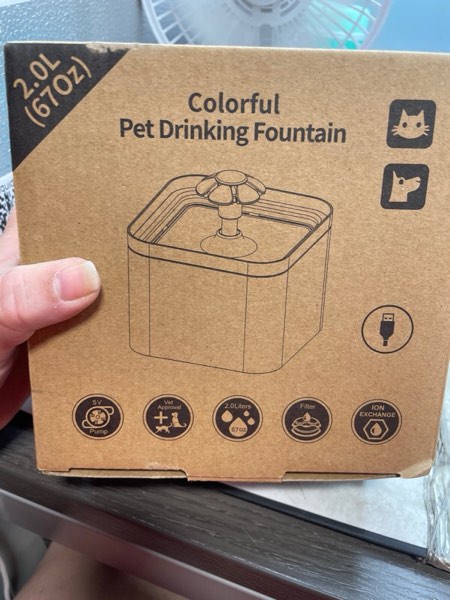 2.0L
(67Oz)
Colorful
Pet Drinking Fountain
5V
Pump
Vet
Approval
2.0Liters
67oz
Filter
ION
EXCHANGE